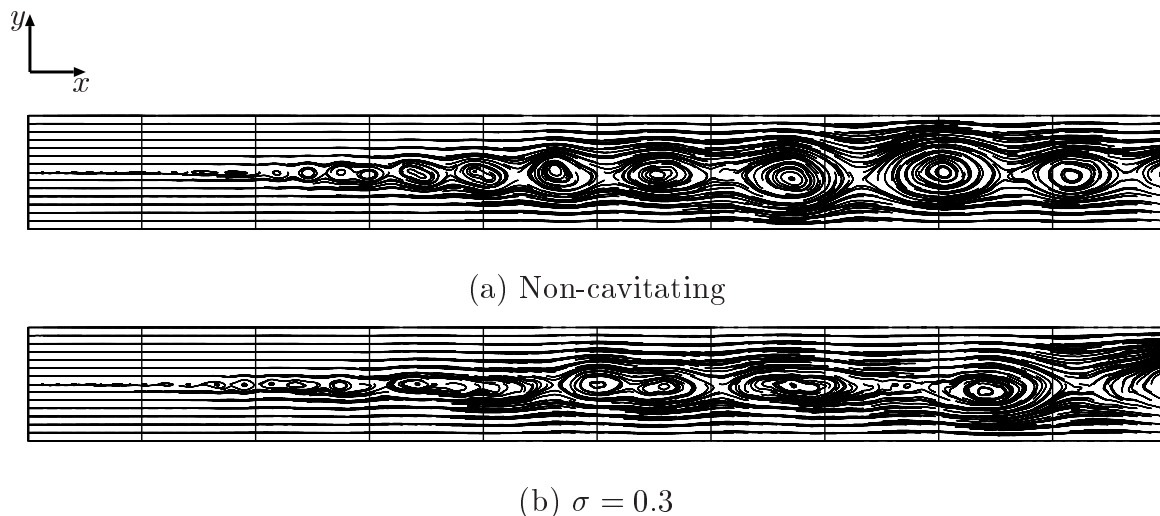 y
x
(a) Non-cavitating
(b) σ = 0.3